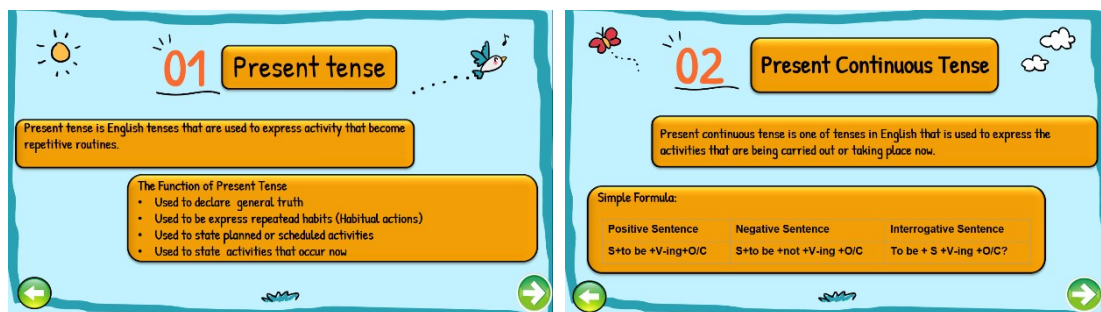 01
Present tense
Present tense is English tenses that are used to express activity that become
repetitive routines.
The Function of Present Tense
• Used to declare general truth
• Used to be express repeatead habits (Habitual actions)
• Used to state planned or scheduled activities
• Used to state activities that occur now
02
Present Continuous Tense
Present continuous tense is one of tenses in English that is used to express the
activities that are being carried out or taking place now.
Simple Formula:
Positive Sentence Negative Sentence Interrogative Sentence
S+to be +V-ing+O/C S+to be +not +V-ing +O/C To be + S +V-ing +O/C?